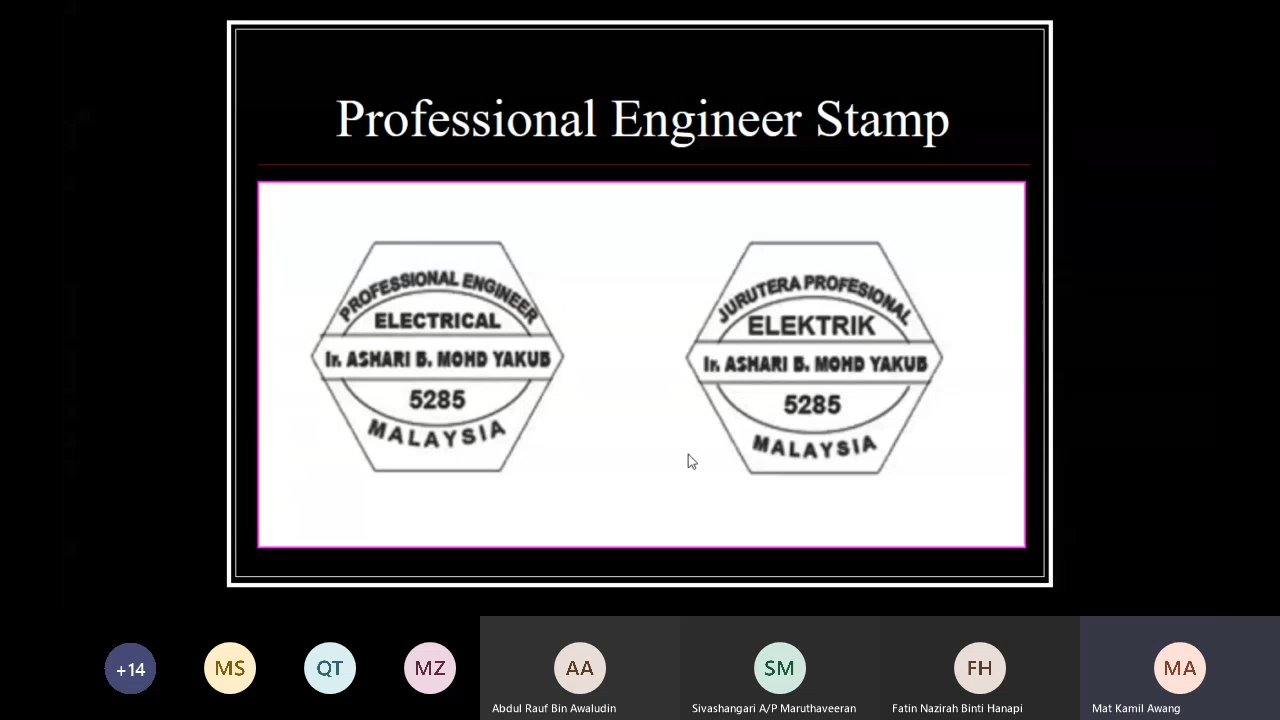 Professional Engineer Stamp
PROFESSIONAL ENGINEER
ELECTRICAL
Ir. ASHARI B. MOHD YAKUB
5285
MALAYSIA
JURUTERA PROFESIONAL
ELEKTRIK
Ir. ASHARI B. MOHD YAKUB
5285
MALAYSIA
+14
MS
QT
MZ
AA
Abdul Rauf Bin Awaludin
SM
Sivashangari A/P Maruthaveeran
FH
Fatin Nazirah Binti Hanapi
MA
Mat Kamil Awang